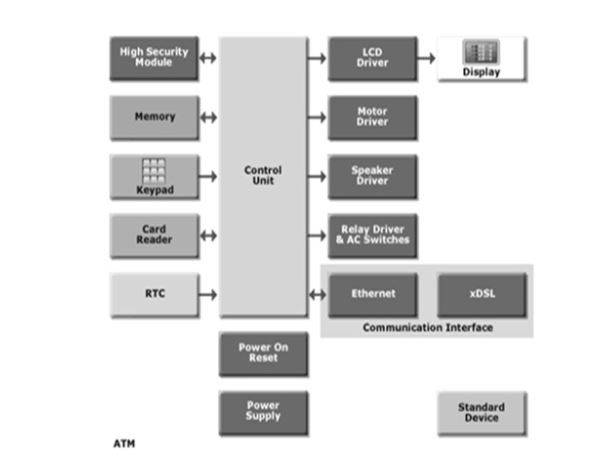 High Security
Module
Memory
Keypad
Card
Reader
RTC
Control
Unit
LCD
Driver
Display
Motor
Driver
Speaker
Driver
Relay Driver
& AC Switches
Ethernet
xDSL
Communication Interface
Power On
Reset
Power
Supply
Standard
Device
ATM